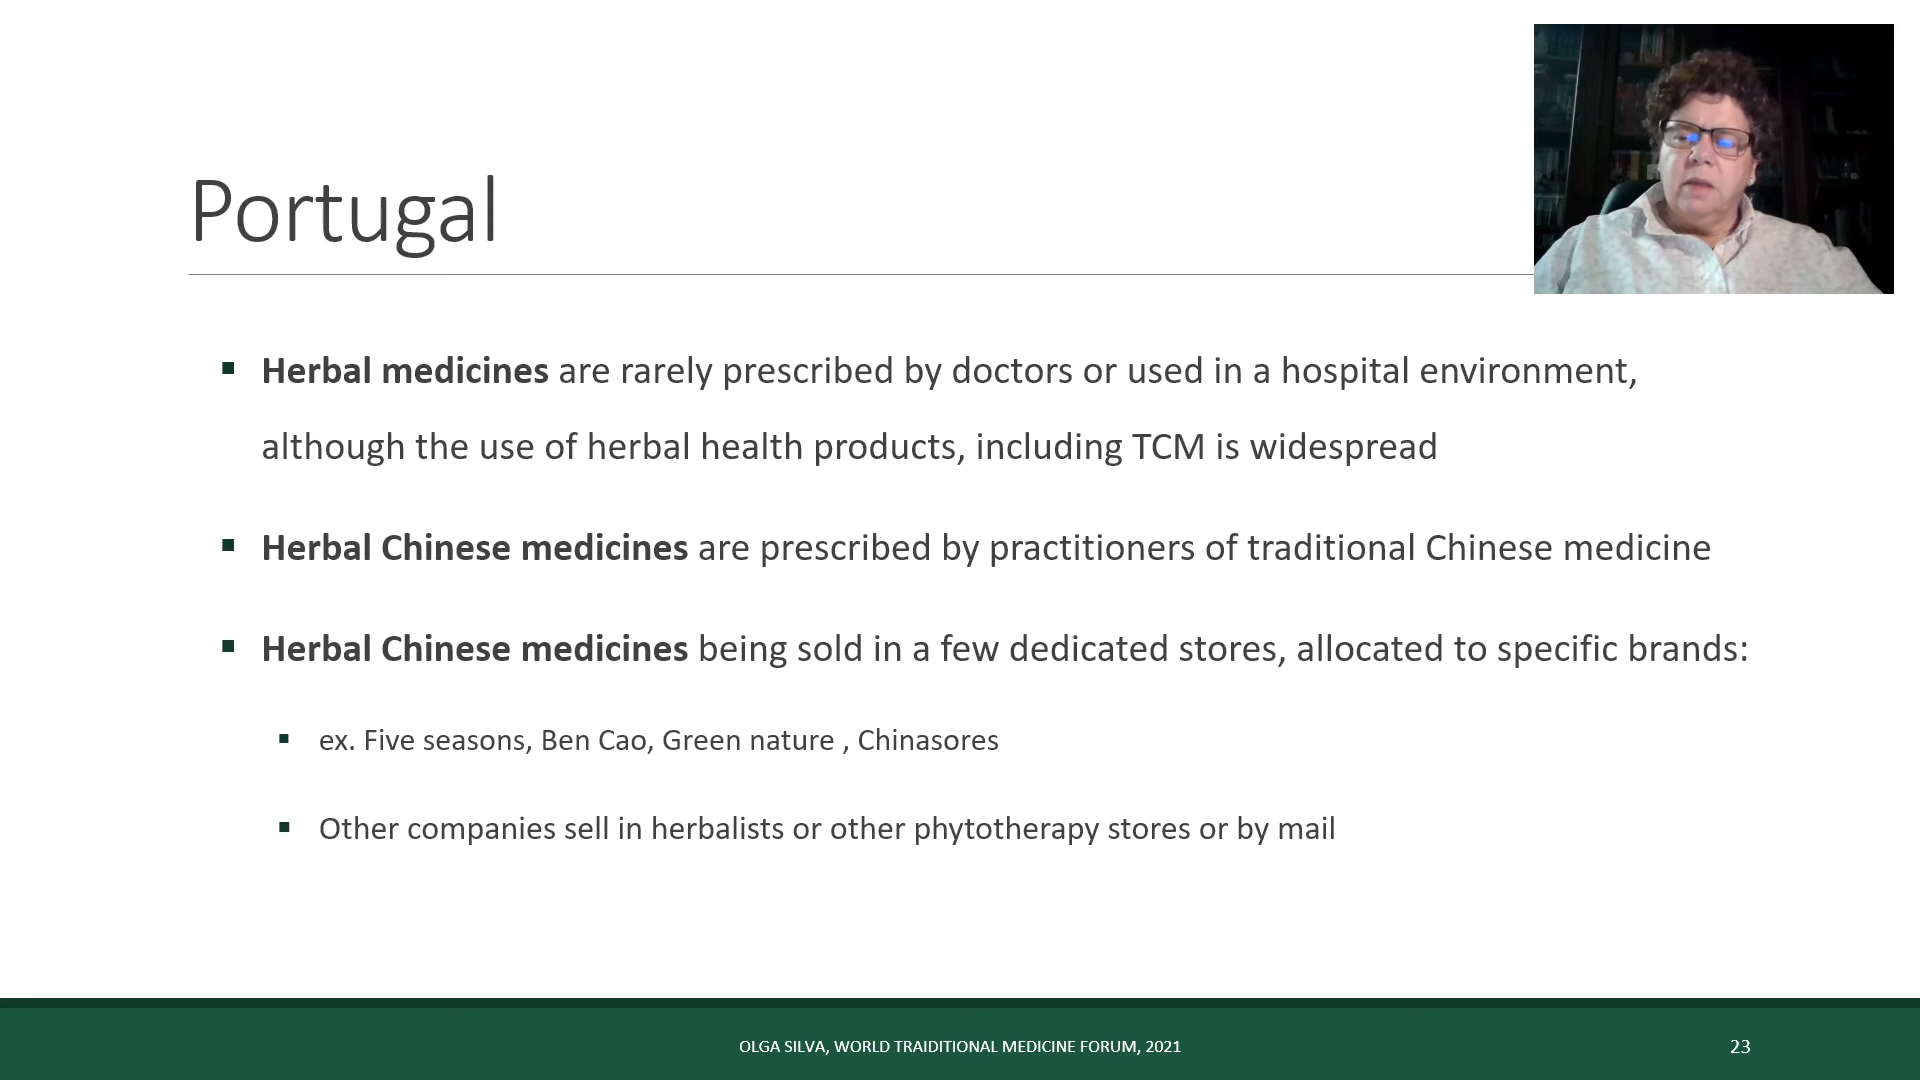 Portugal
▪ Herbal medicines are rarely prescribed by doctors or used in a hospital environment,
although the use of herbal health products, including TCM is widespread
▪ Herbal Chinese medicines are prescribed by practitioners of traditional Chinese medicine
▪ Herbal Chinese medicines being sold in a few dedicated stores, allocated to specific brands:
▪ ex. Five seasons, Ben Cao, Green nature , Chinasores
▪ Other companies sell in herbalists or other phytotherapy stores or by mail
OLGA SILVA, WORLD TRAIDITIONAL MEDICINE FORUM, 2021
23